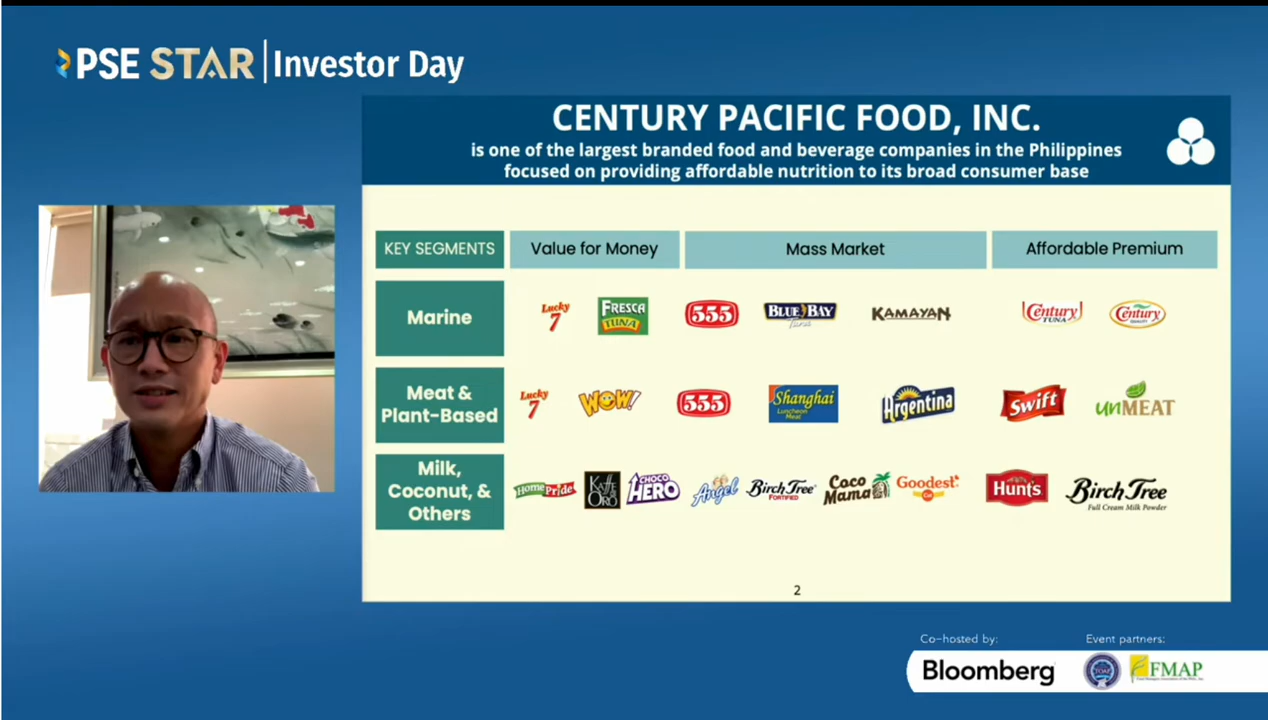 PSE STAR | Investor Day
CENTURY PACIFIC FOOD, INC.
is one of the largest branded food and beverage companies in the Philippines
focused on providing affordable nutrition to its broad consumer base
KEY SEGMENTS Value for Money Mass Market Affordable Premium
Marine
Lucky 7
FRESCA TUNA
555
BLUE BAY Tuna
KAMAYAN
Century TUNA
Century QUALITY
Meat &
Plant-Based
Lucky 7
WOW!
555
Shanghai Luncheon Meat
Argentina
Swift
unMEAT
Milk,
Coconut, &
Others
Home Pride
KAFFE DE ORO
CHOCO HERO
Angel
Birch Tree FORTIFIED
Coco Mama
Goodest Cat
Hunt's
Birch Tree
Full Cream Milk Powder
2
Co-hosted by:
Event partners:
Bloomberg
FMAP